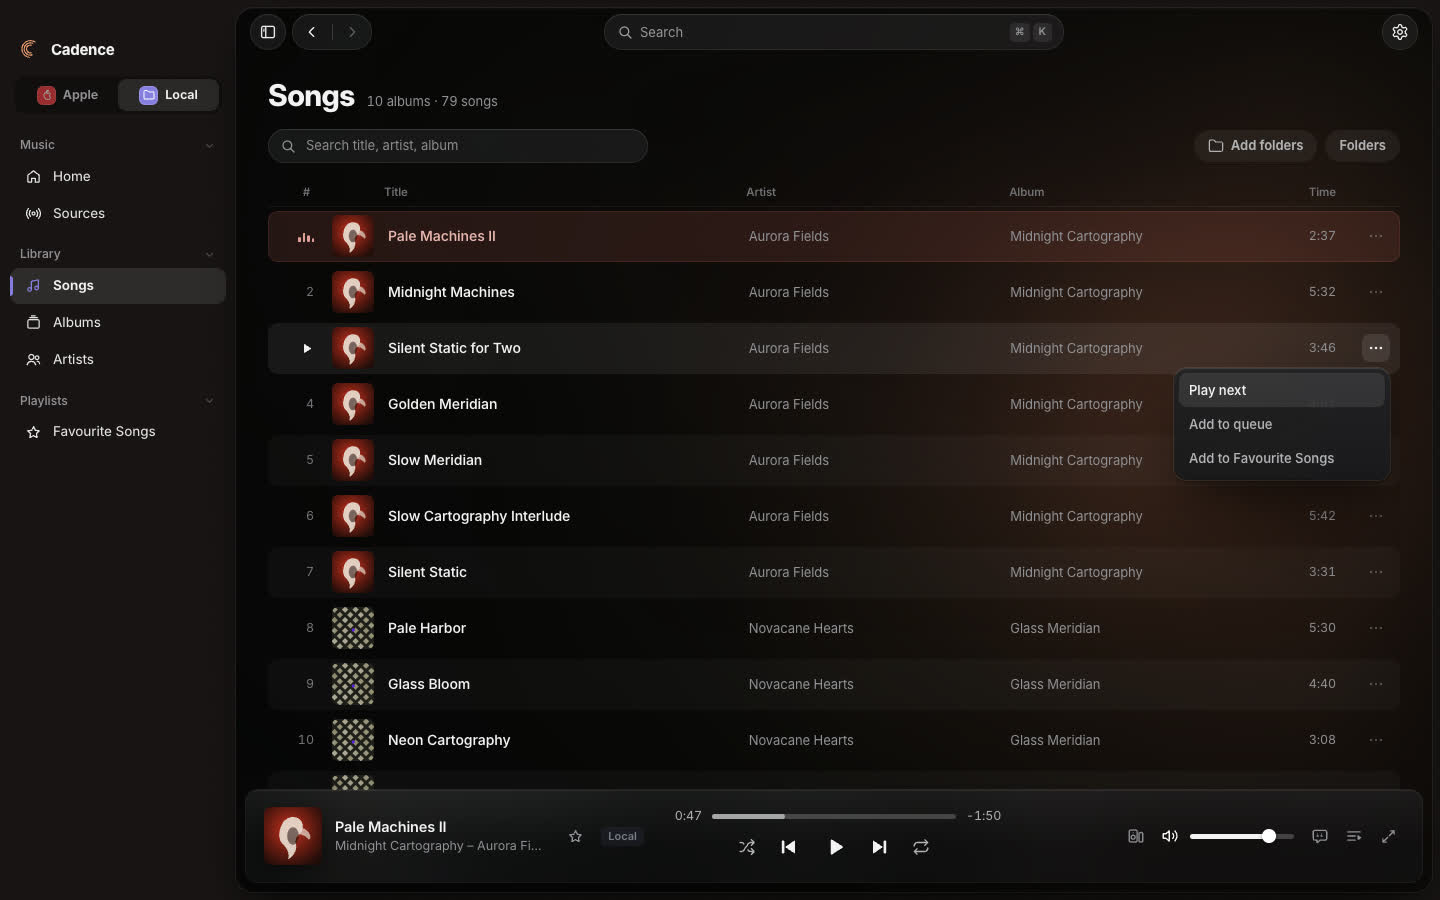 Cadence
Apple
Local
Music
Home
Sources
Library
Songs
Albums
Artists
Playlists
Favourite Songs
Search
⌘ K
Songs
10 albums · 79 songs
Search title, artist, album
Add folders
Folders
# Title Artist Album Time
Pale Machines II Aurora Fields Midnight Cartography 2:37
2 Midnight Machines Aurora Fields Midnight Cartography 5:32
Silent Static for Two Aurora Fields Midnight Cartography 3:46
4 Golden Meridian Aurora Fields Midnight Cartography
5 Slow Meridian Aurora Fields Midnight Cartography
6 Slow Cartography Interlude Aurora Fields Midnight Cartography 5:42
7 Silent Static Aurora Fields Midnight Cartography 3:31
8 Pale Harbor Novacane Hearts Glass Meridian 5:30
9 Glass Bloom Novacane Hearts Glass Meridian 4:40
10 Neon Cartography Novacane Hearts Glass Meridian 3:08
Play next
Add to queue
Add to Favourite Songs
Pale Machines II
Midnight Cartography – Aurora Fi...
Local
0:47
-1:50